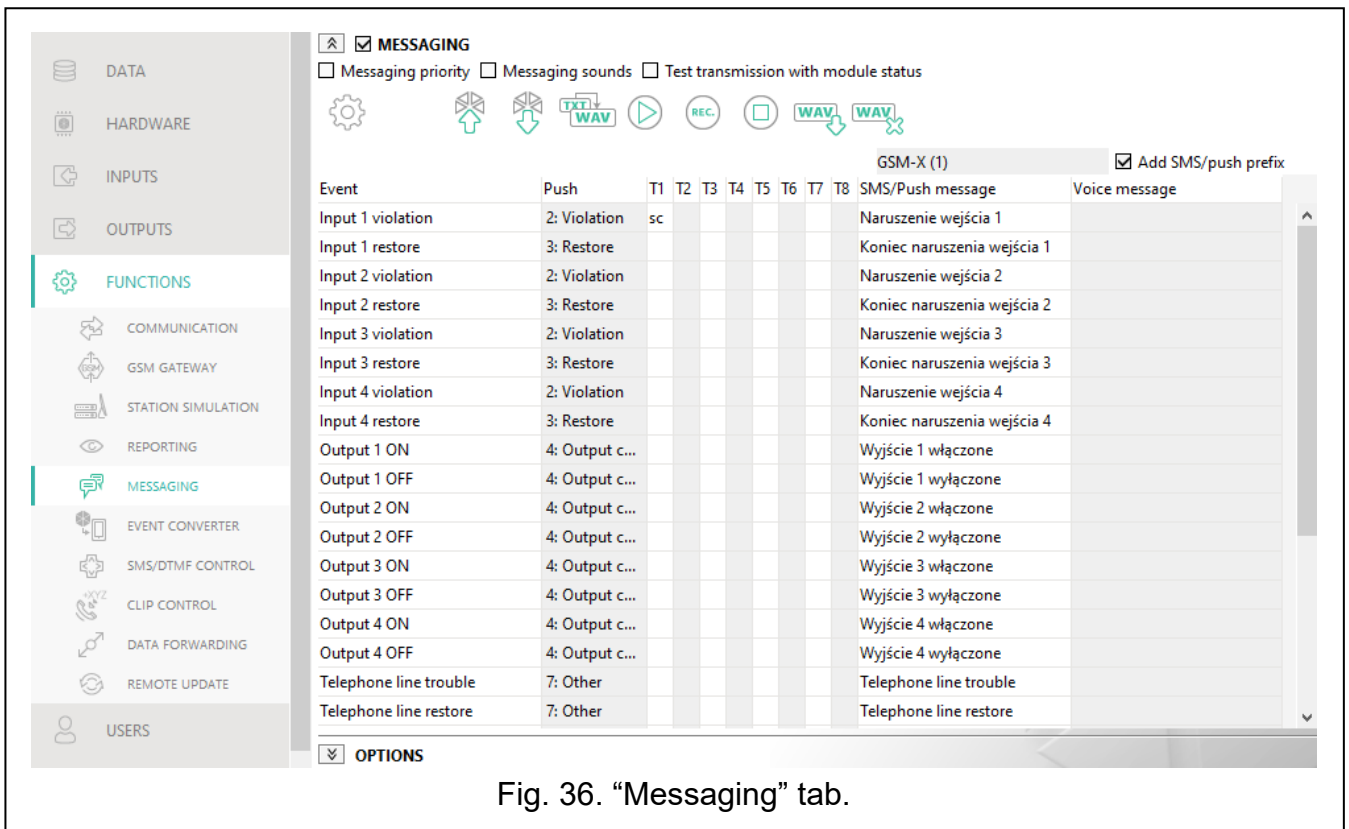 DATA
HARDWARE
INPUTS
OUTPUTS
FUNCTIONS
COMMUNICATION
GSM
GSM GATEWAY
STATION SIMULATION
REPORTING
MESSAGING
EVENT CONVERTER
SMS/DTMF CONTROL
+XYZ
CLIP CONTROL
DATA FORWARDING
REMOTE UPDATE
USERS
MESSAGING
Messaging priority Messaging sounds Test transmission with module status
TXT WAV REC. WAV WAV
GSM-X (1) Add SMS/push prefix
Event Push T1 T2 T3 T4 T5 T6 T7 T8 SMS/Push message Voice message
Input 1 violation 2: Violation sc Naruszenie wejścia 1
Input 1 restore 3: Restore Koniec naruszenia wejścia 1
Input 2 violation 2: Violation Naruszenie wejścia 2
Input 2 restore 3: Restore Koniec naruszenia wejścia 2
Input 3 violation 2: Violation Naruszenie wejścia 3
Input 3 restore 3: Restore Koniec naruszenia wejścia 3
Input 4 violation 2: Violation Naruszenie wejścia 4
Input 4 restore 3: Restore Koniec naruszenia wejścia 4
Output 1 ON 4: Output c... Wyjście 1 włączone
Output 1 OFF 4: Output c... Wyjście 1 wyłączone
Output 2 ON 4: Output c... Wyjście 2 włączone
Output 2 OFF 4: Output c... Wyjście 2 wyłączone
Output 3 ON 4: Output c... Wyjście 3 włączone
Output 3 OFF 4: Output c... Wyjście 3 wyłączone
Output 4 ON 4: Output c... Wyjście 4 włączone
Output 4 OFF 4: Output c... Wyjście 4 wyłączone
Telephone line trouble 7: Other Telephone line trouble
Telephone line restore 7: Other Telephone line restore
OPTIONS
Fig. 36. “Messaging” tab.